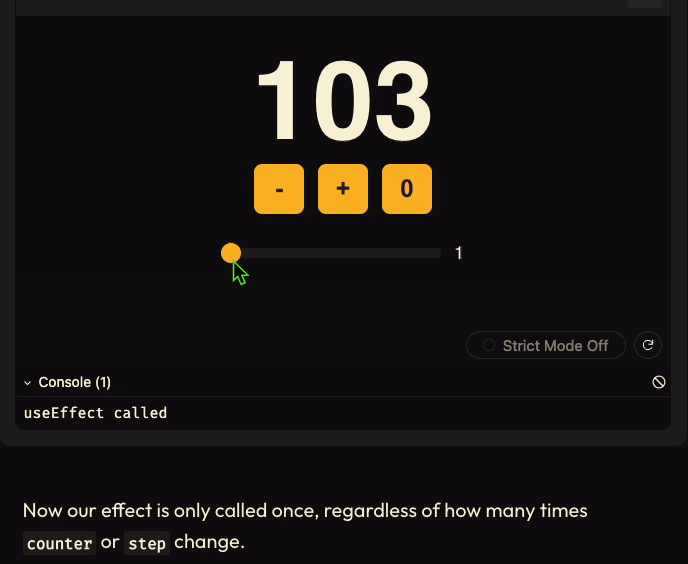 103
- + 0
1
Strict Mode Off
Console (1)
useEffect called
Now our effect is only called once, regardless of how many times
counter or step change.